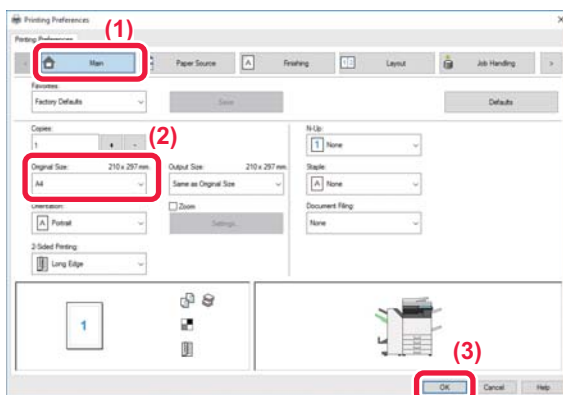 Printing Preferences
(1)
Printing Preferences
Main
Paper Source
A
Finishing
1 2
Layout
Job Handling
Favorites:
Factory Defaults
Save
Defaults
Copies:
1
+
-
(2)
N-Up:
1 None
Original Size: 210 x 297 mm.
A4
Output Size: 210 x 297 mm.
Same as Original Size
Staple:
A None
Orientation:
A Portrait
Zoom
Settings...
Document Filing:
None
2-Sided Printing:
Long Edge
1
(3)
OK
Cancel
Help